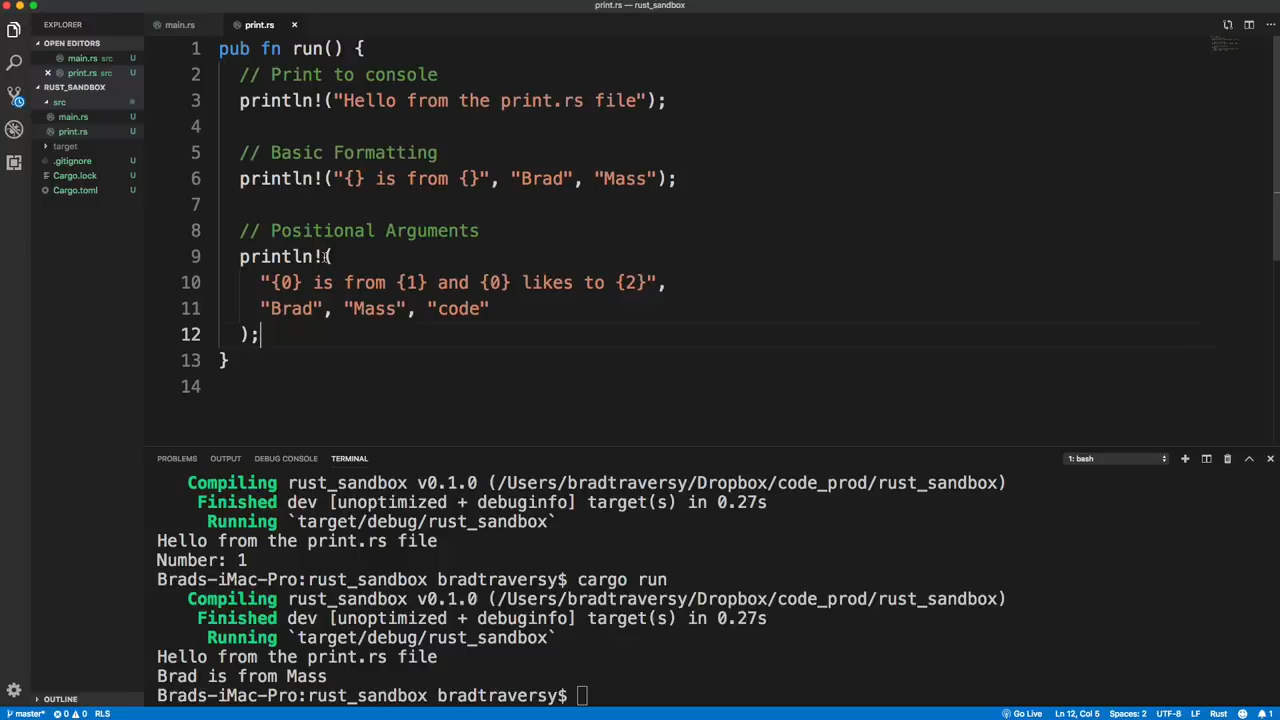 print.rs — rust_sandbox
EXPLORER
main.rs
print.rs
OPEN EDITORS
main.rs src U
print.rs src U
RUST_SANDBOX
src
main.rs U
print.rs U
target
.gitignore U
Cargo.lock U
Cargo.toml U
1 pub fn run() {
2 // Print to console
3 println!("Hello from the print.rs file");
4
5 // Basic Formatting
6 println!("{} is from {}", "Brad", "Mass");
7
8 // Positional Arguments
9 println!(
10 "{0} is from {1} and {0} likes to {2}",
11 "Brad", "Mass", "code"
12 );
13 }
14
PROBLEMS OUTPUT DEBUG CONSOLE TERMINAL 1: bash
Compiling rust_sandbox v0.1.0 (/Users/bradtraversy/Dropbox/code_prod/rust_sandbox)
Finished dev [unoptimized + debuginfo] target(s) in 0.27s
Running `target/debug/rust_sandbox`
Hello from the print.rs file
Number: 1
Brads-iMac-Pro:rust_sandbox bradtraversy$ cargo run
Compiling rust_sandbox v0.1.0 (/Users/bradtraversy/Dropbox/code_prod/rust_sandbox)
Finished dev [unoptimized + debuginfo] target(s) in 0.27s
Running `target/debug/rust_sandbox`
Hello from the print.rs file
Brad is from Mass
Brads-iMac-Pro:rust_sandbox bradtraversy$
OUTLINE
master* 0 0 RLS Go Live Ln 12, Col 5 Spaces: 2 UTF-8 LF Rust 1